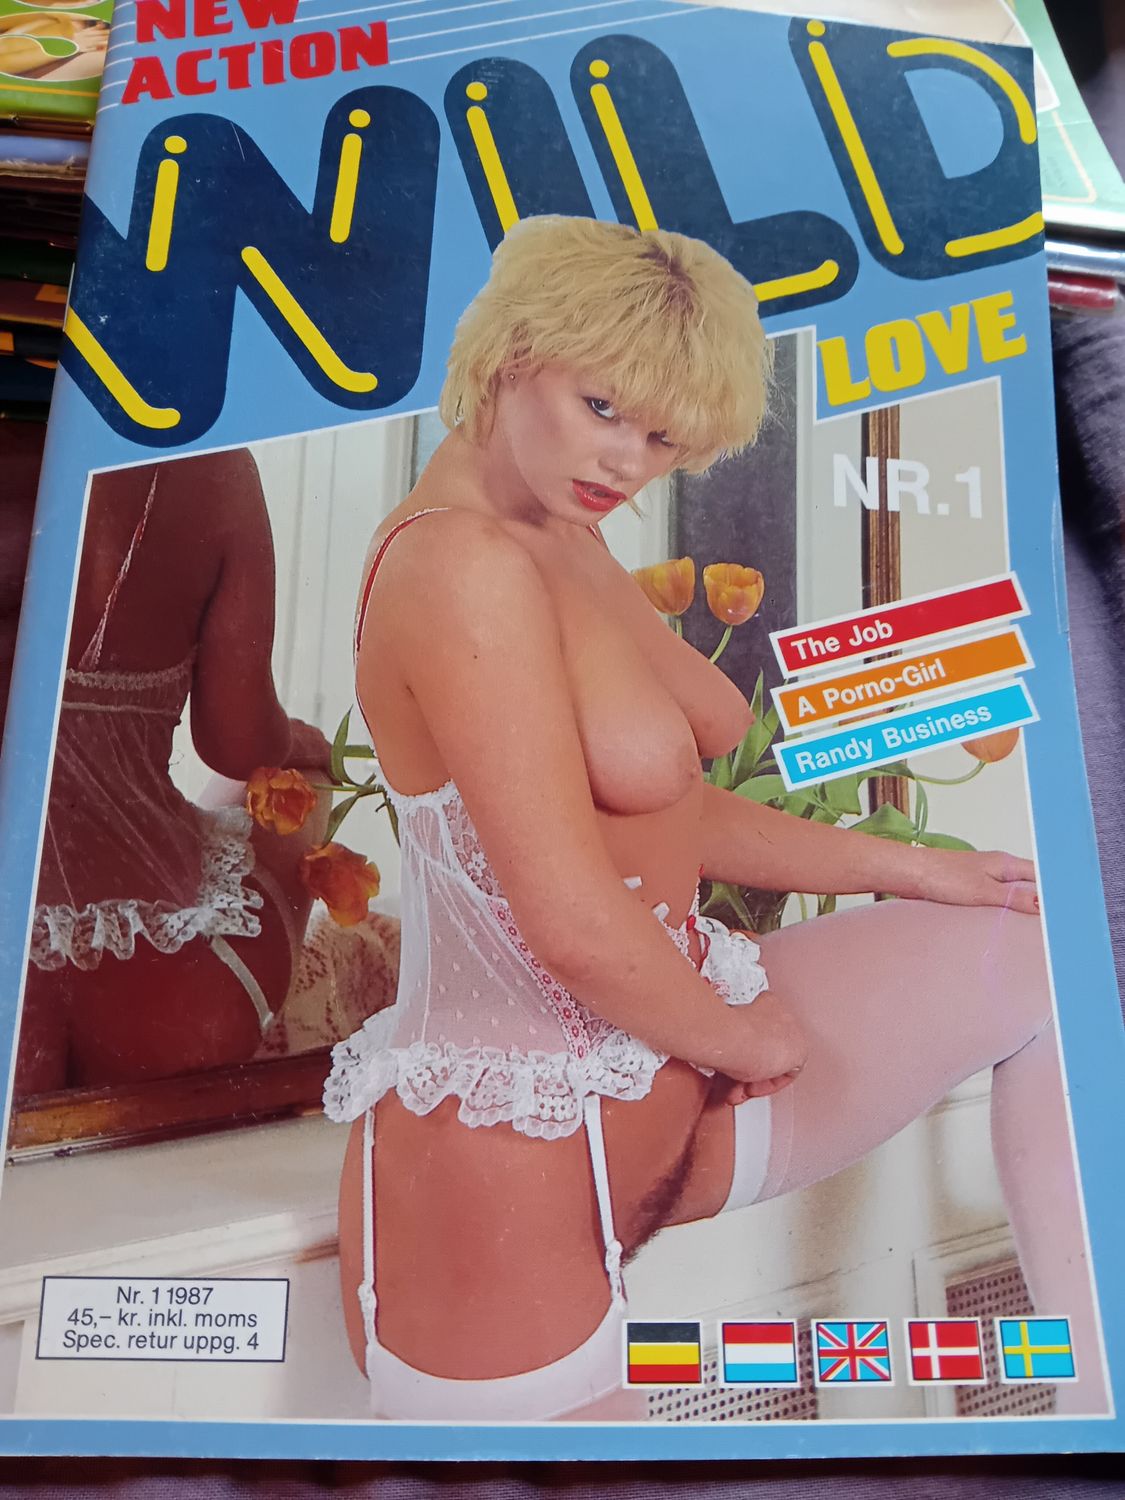 NEW
ACTION
WILD
LOVE
NR.1
The Job
A Porno-Girl
Randy Business
Nr. 1 1987
45,– kr. inkl. moms
Spec. retur uppg. 4